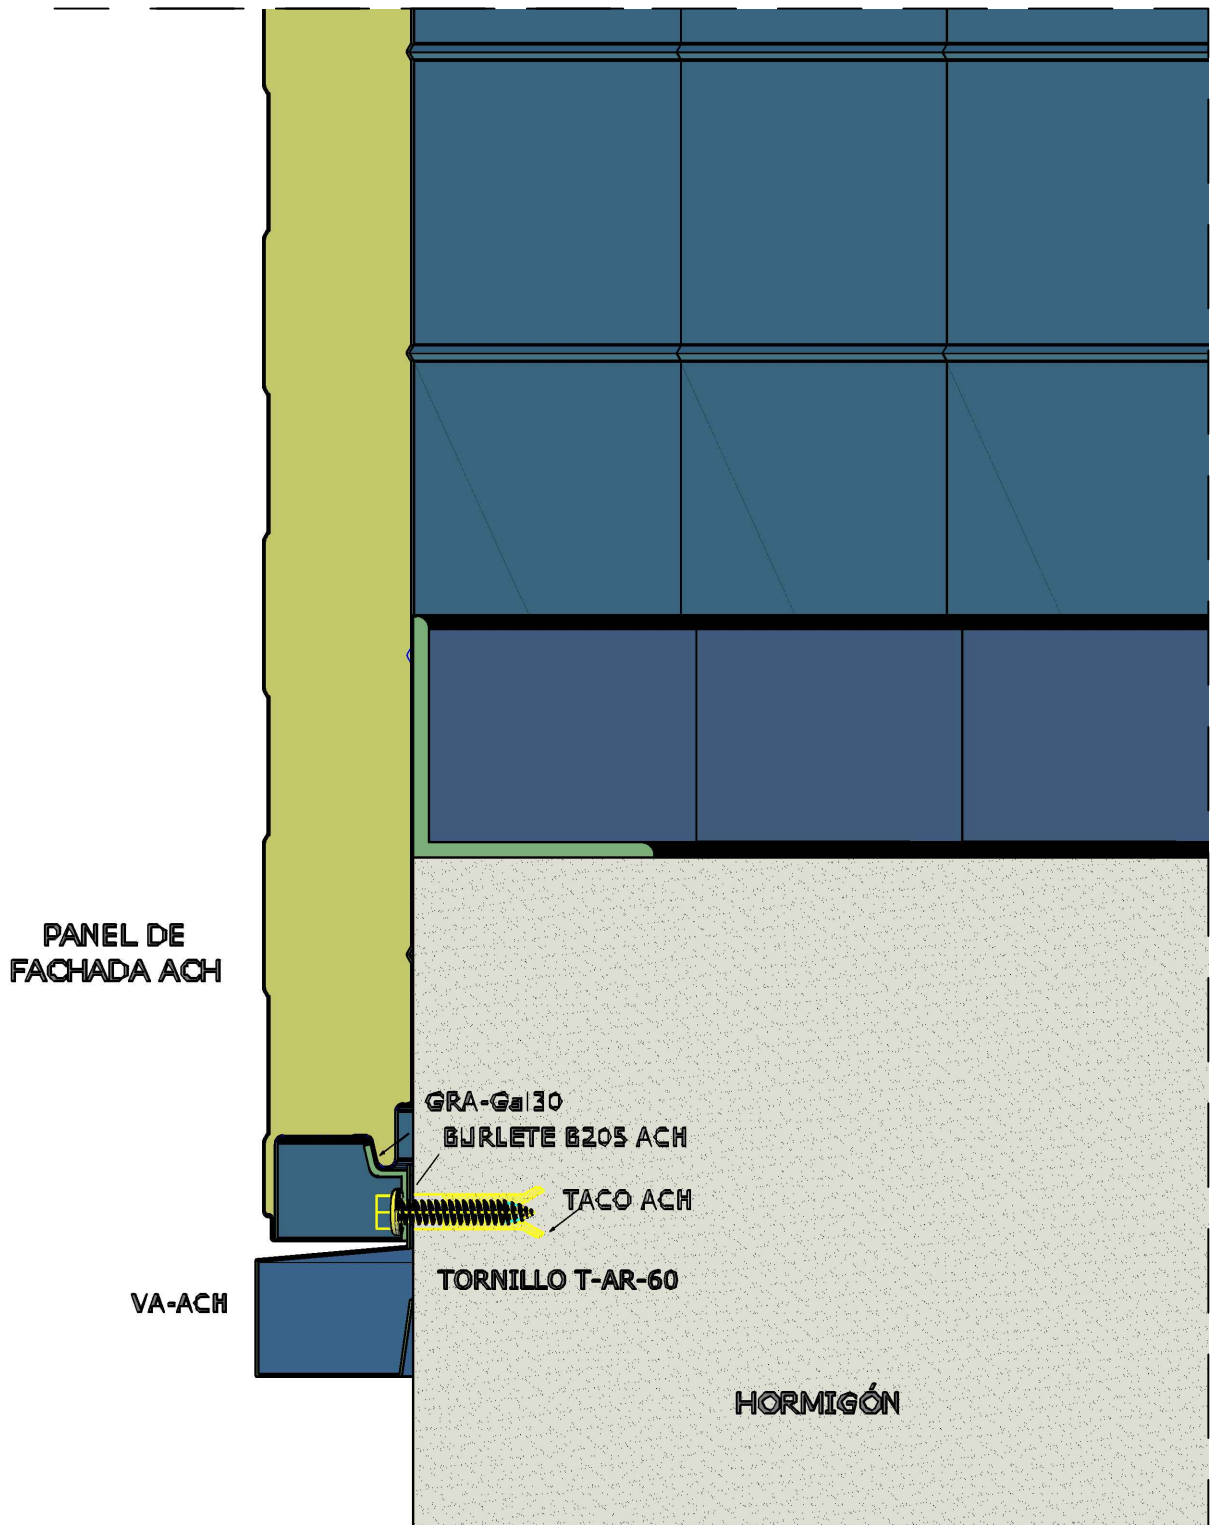 PANEL DE
FACHADA ACH
GRA-Gal30
BURLETE B205 ACH
TACO ACH
TORNILLO T-AR-60
VA-ACH
HORMIGÓN